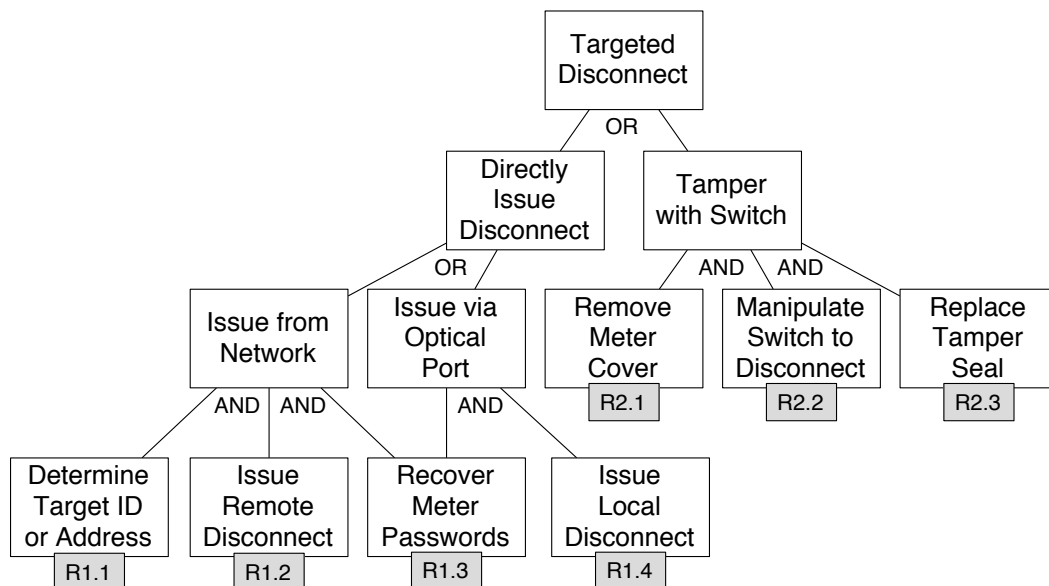 Targeted
Disconnect
OR
Directly
Issue
Disconnect
Tamper
with Switch
OR
AND
AND
Issue from
Network
Issue via
Optical
Port
Remove
Meter
Cover
R2.1
Manipulate
Switch to
Disconnect
R2.2
Replace
Tamper
Seal
R2.3
AND
AND
AND
Determine
Target ID
or Address
R1.1
Issue
Remote
Disconnect
R1.2
Recover
Meter
Passwords
R1.3
Issue
Local
Disconnect
R1.4